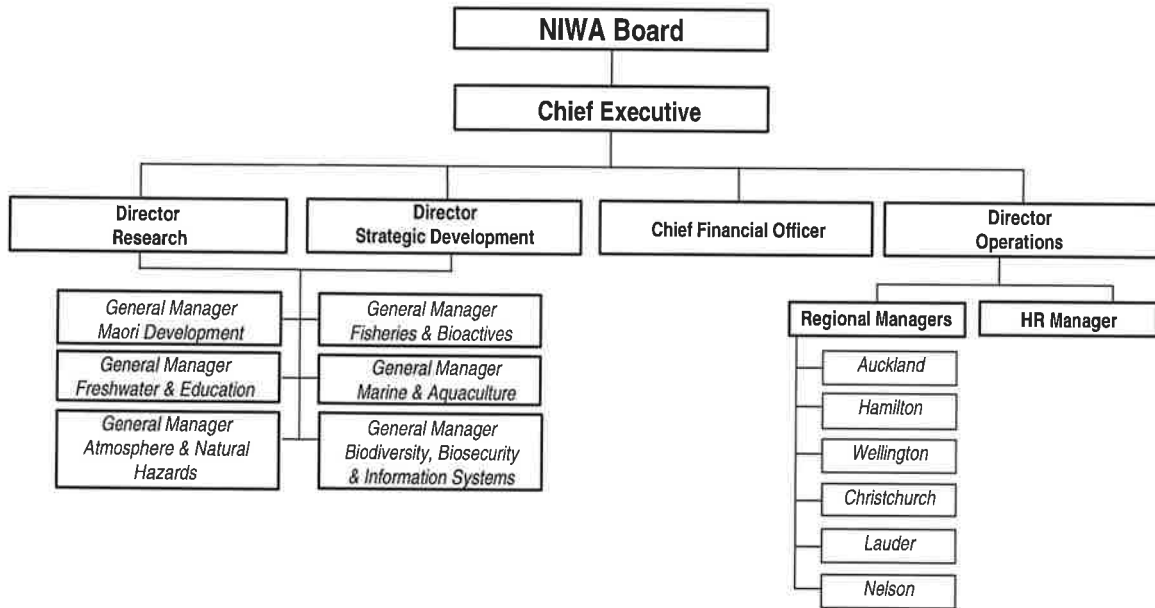 NIWA Board
Chief Executive
Director
Research
Director
Strategic Development
Chief Financial Officer
Director
Operations
General Manager
Maori Development
General Manager
Fisheries & Bioactives
General Manager
Freshwater & Education
General Manager
Marine & Aquaculture
General Manager
Atmosphere & Natural
Hazards
General Manager
Biodiversity, Biosecurity
& Information Systems
Regional Managers
HR Manager
Auckland
Hamilton
Wellington
Christchurch
Lauder
Nelson